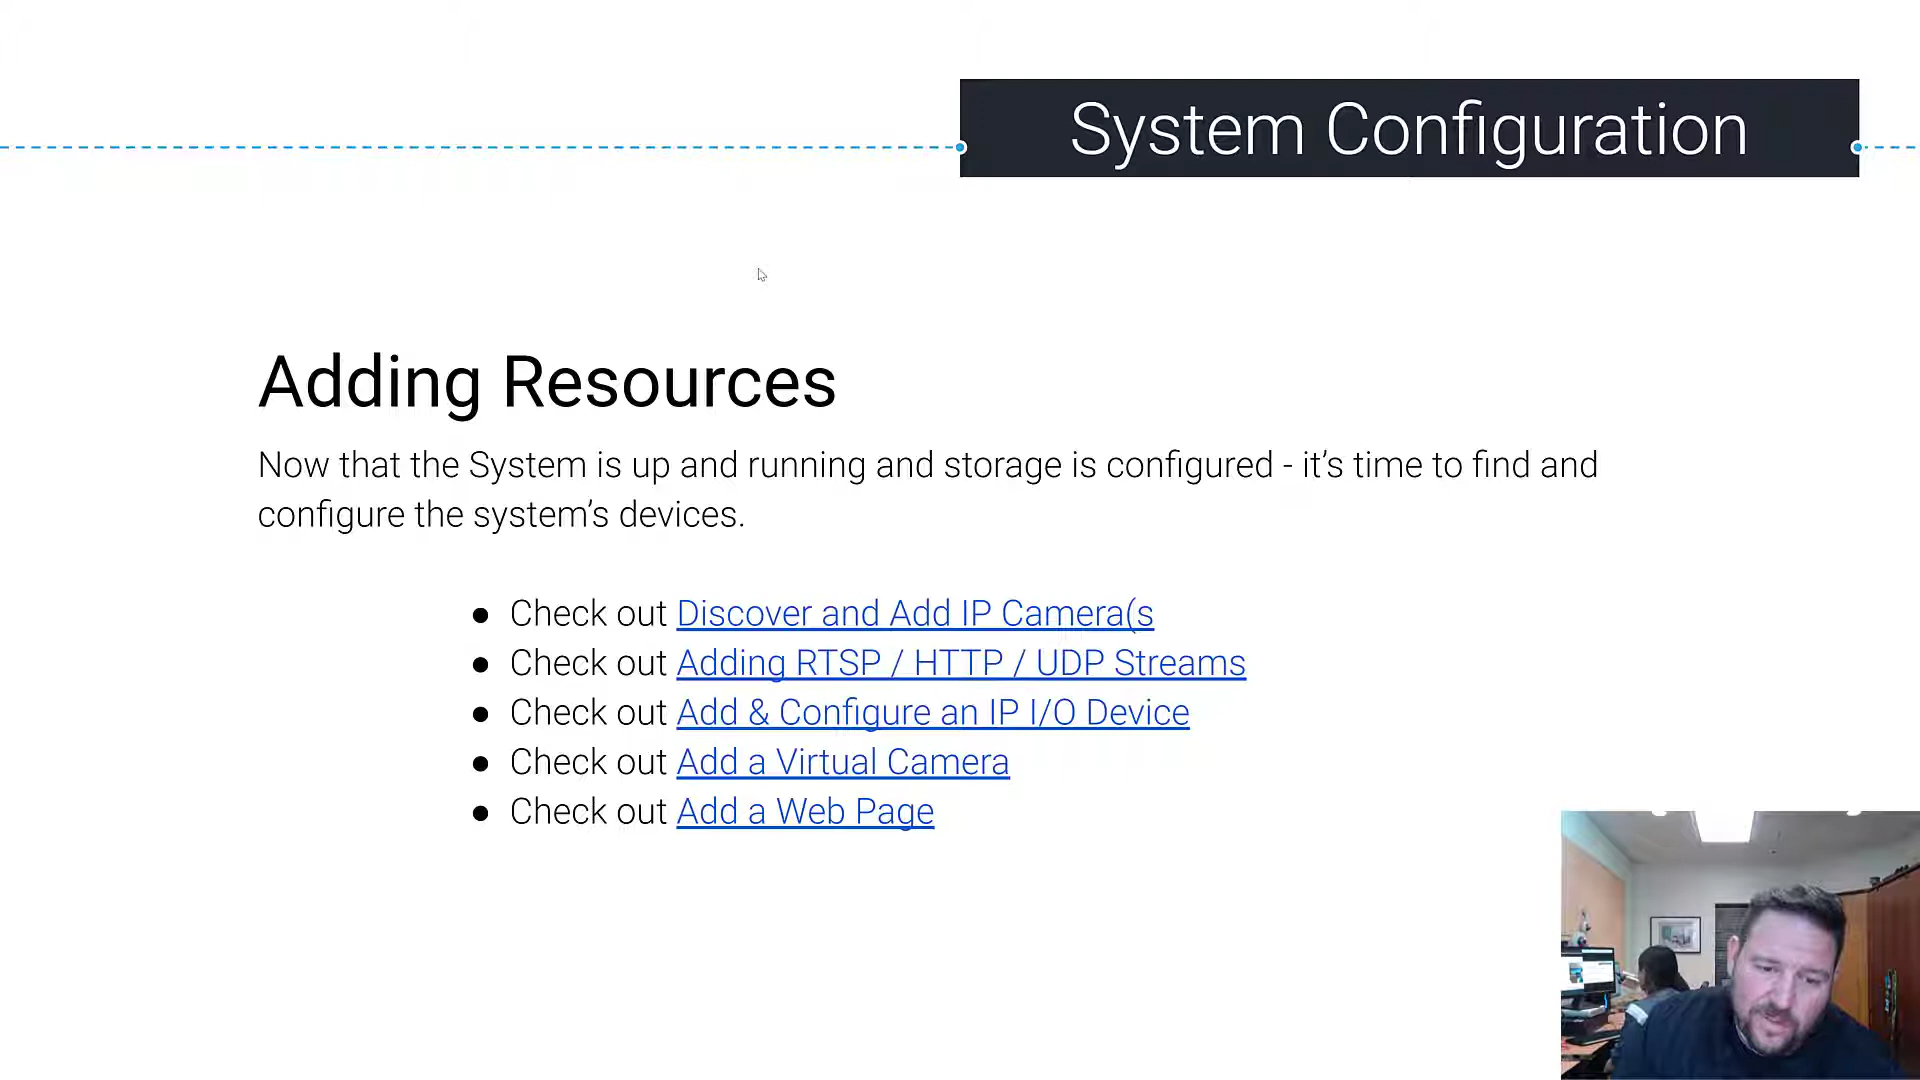 System Configuration
Adding Resources
Now that the System is up and running and storage is configured - it’s time to find and
configure the system’s devices.
● Check out Discover and Add IP Camera(s
● Check out Adding RTSP / HTTP / UDP Streams
● Check out Add & Configure an IP I/O Device
● Check out Add a Virtual Camera
● Check out Add a Web Page